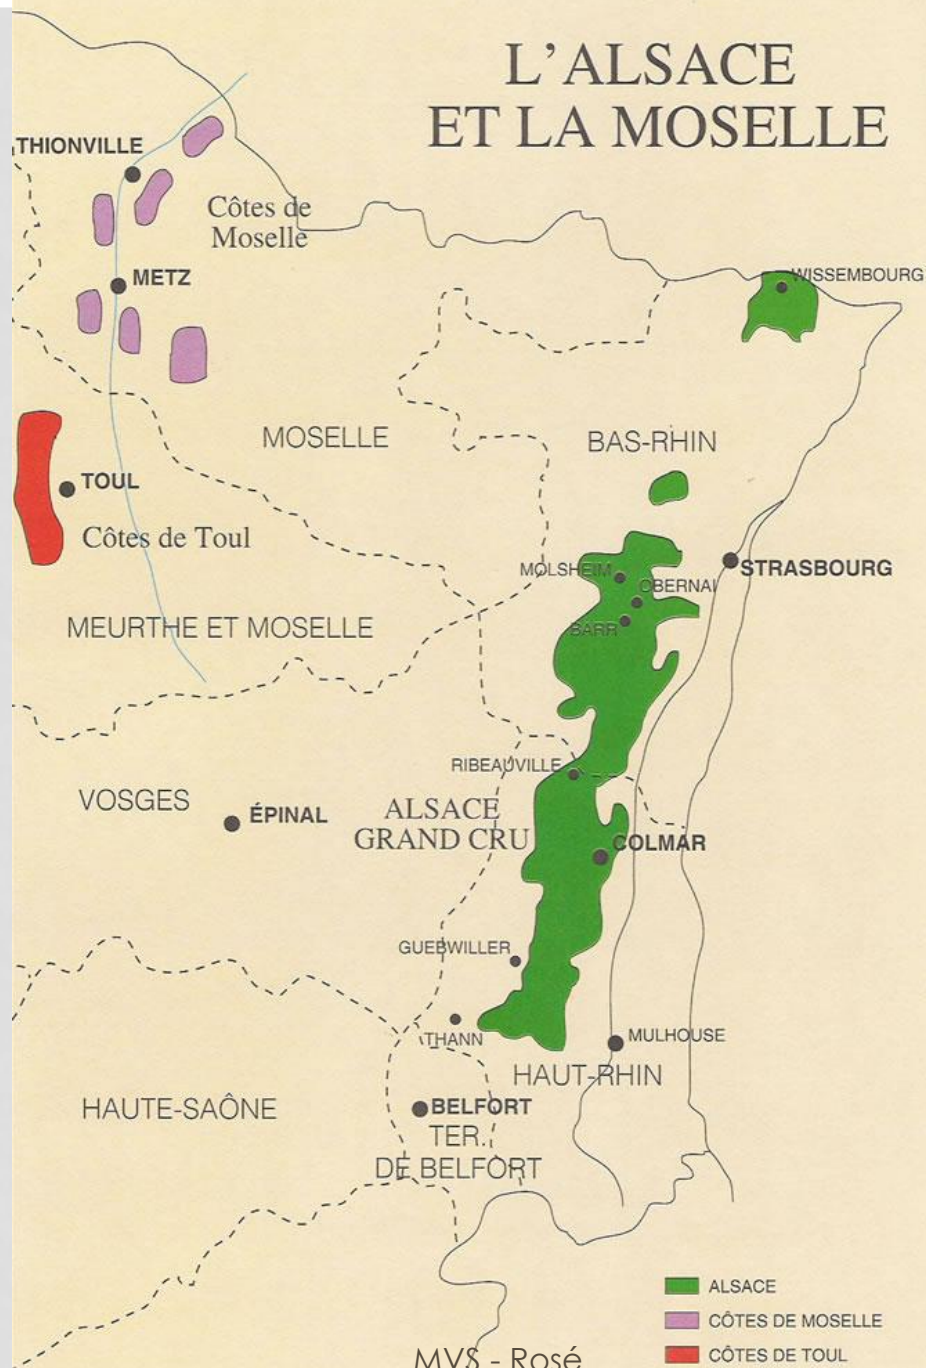 L'ALSACE
ET LA MOSELLE
THIONVILLE
Côtes de
Moselle
METZ
WISSEMBOURG
MOSELLE
BAS-RHIN
TOUL
Côtes de Toul
STRASBOURG
MOLSHEIM
OBERNAI
BARR
MEURTHE ET MOSELLE
RIBEAUVILLE
VOSGES
ÉPINAL
ALSACE
GRAND CRU
COLMAR
GUEBWILLER
THANN
MULHOUSE
HAUT-RHIN
HAUTE-SAÔNE
BELFORT
TER.
DE BELFORT
ALSACE
CÔTES DE MOSELLE
CÔTES DE TOUL
MVS - Rosé